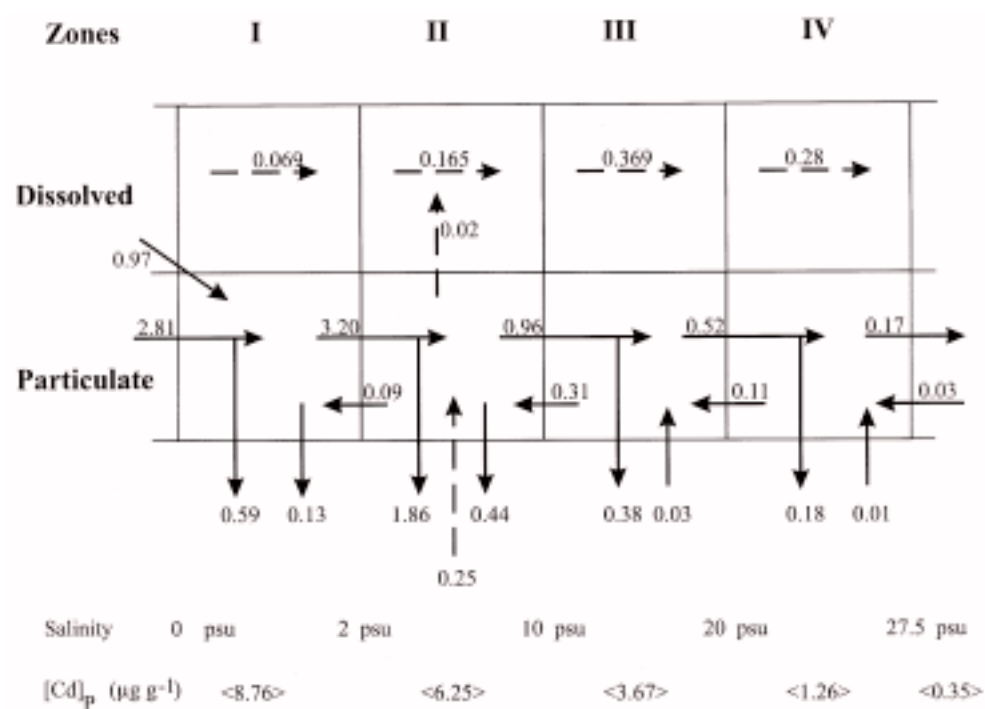 Zones I II III IV
0.069 0.165 0.369 0.28
Dissolved
0.02
0.97
2.81 3.20 0.96 0.52 0.17
Particulate
0.09 0.31 0.11 0.03
0.59 0.13 1.86 0.44 0.38 0.03 0.18 0.01
0.25
Salinity 0 psu 2 psu 10 psu 20 psu 27.5 psu
[Cd]p (μg g-1) <8.76> <6.25> <3.67> <1.26> <0.35>